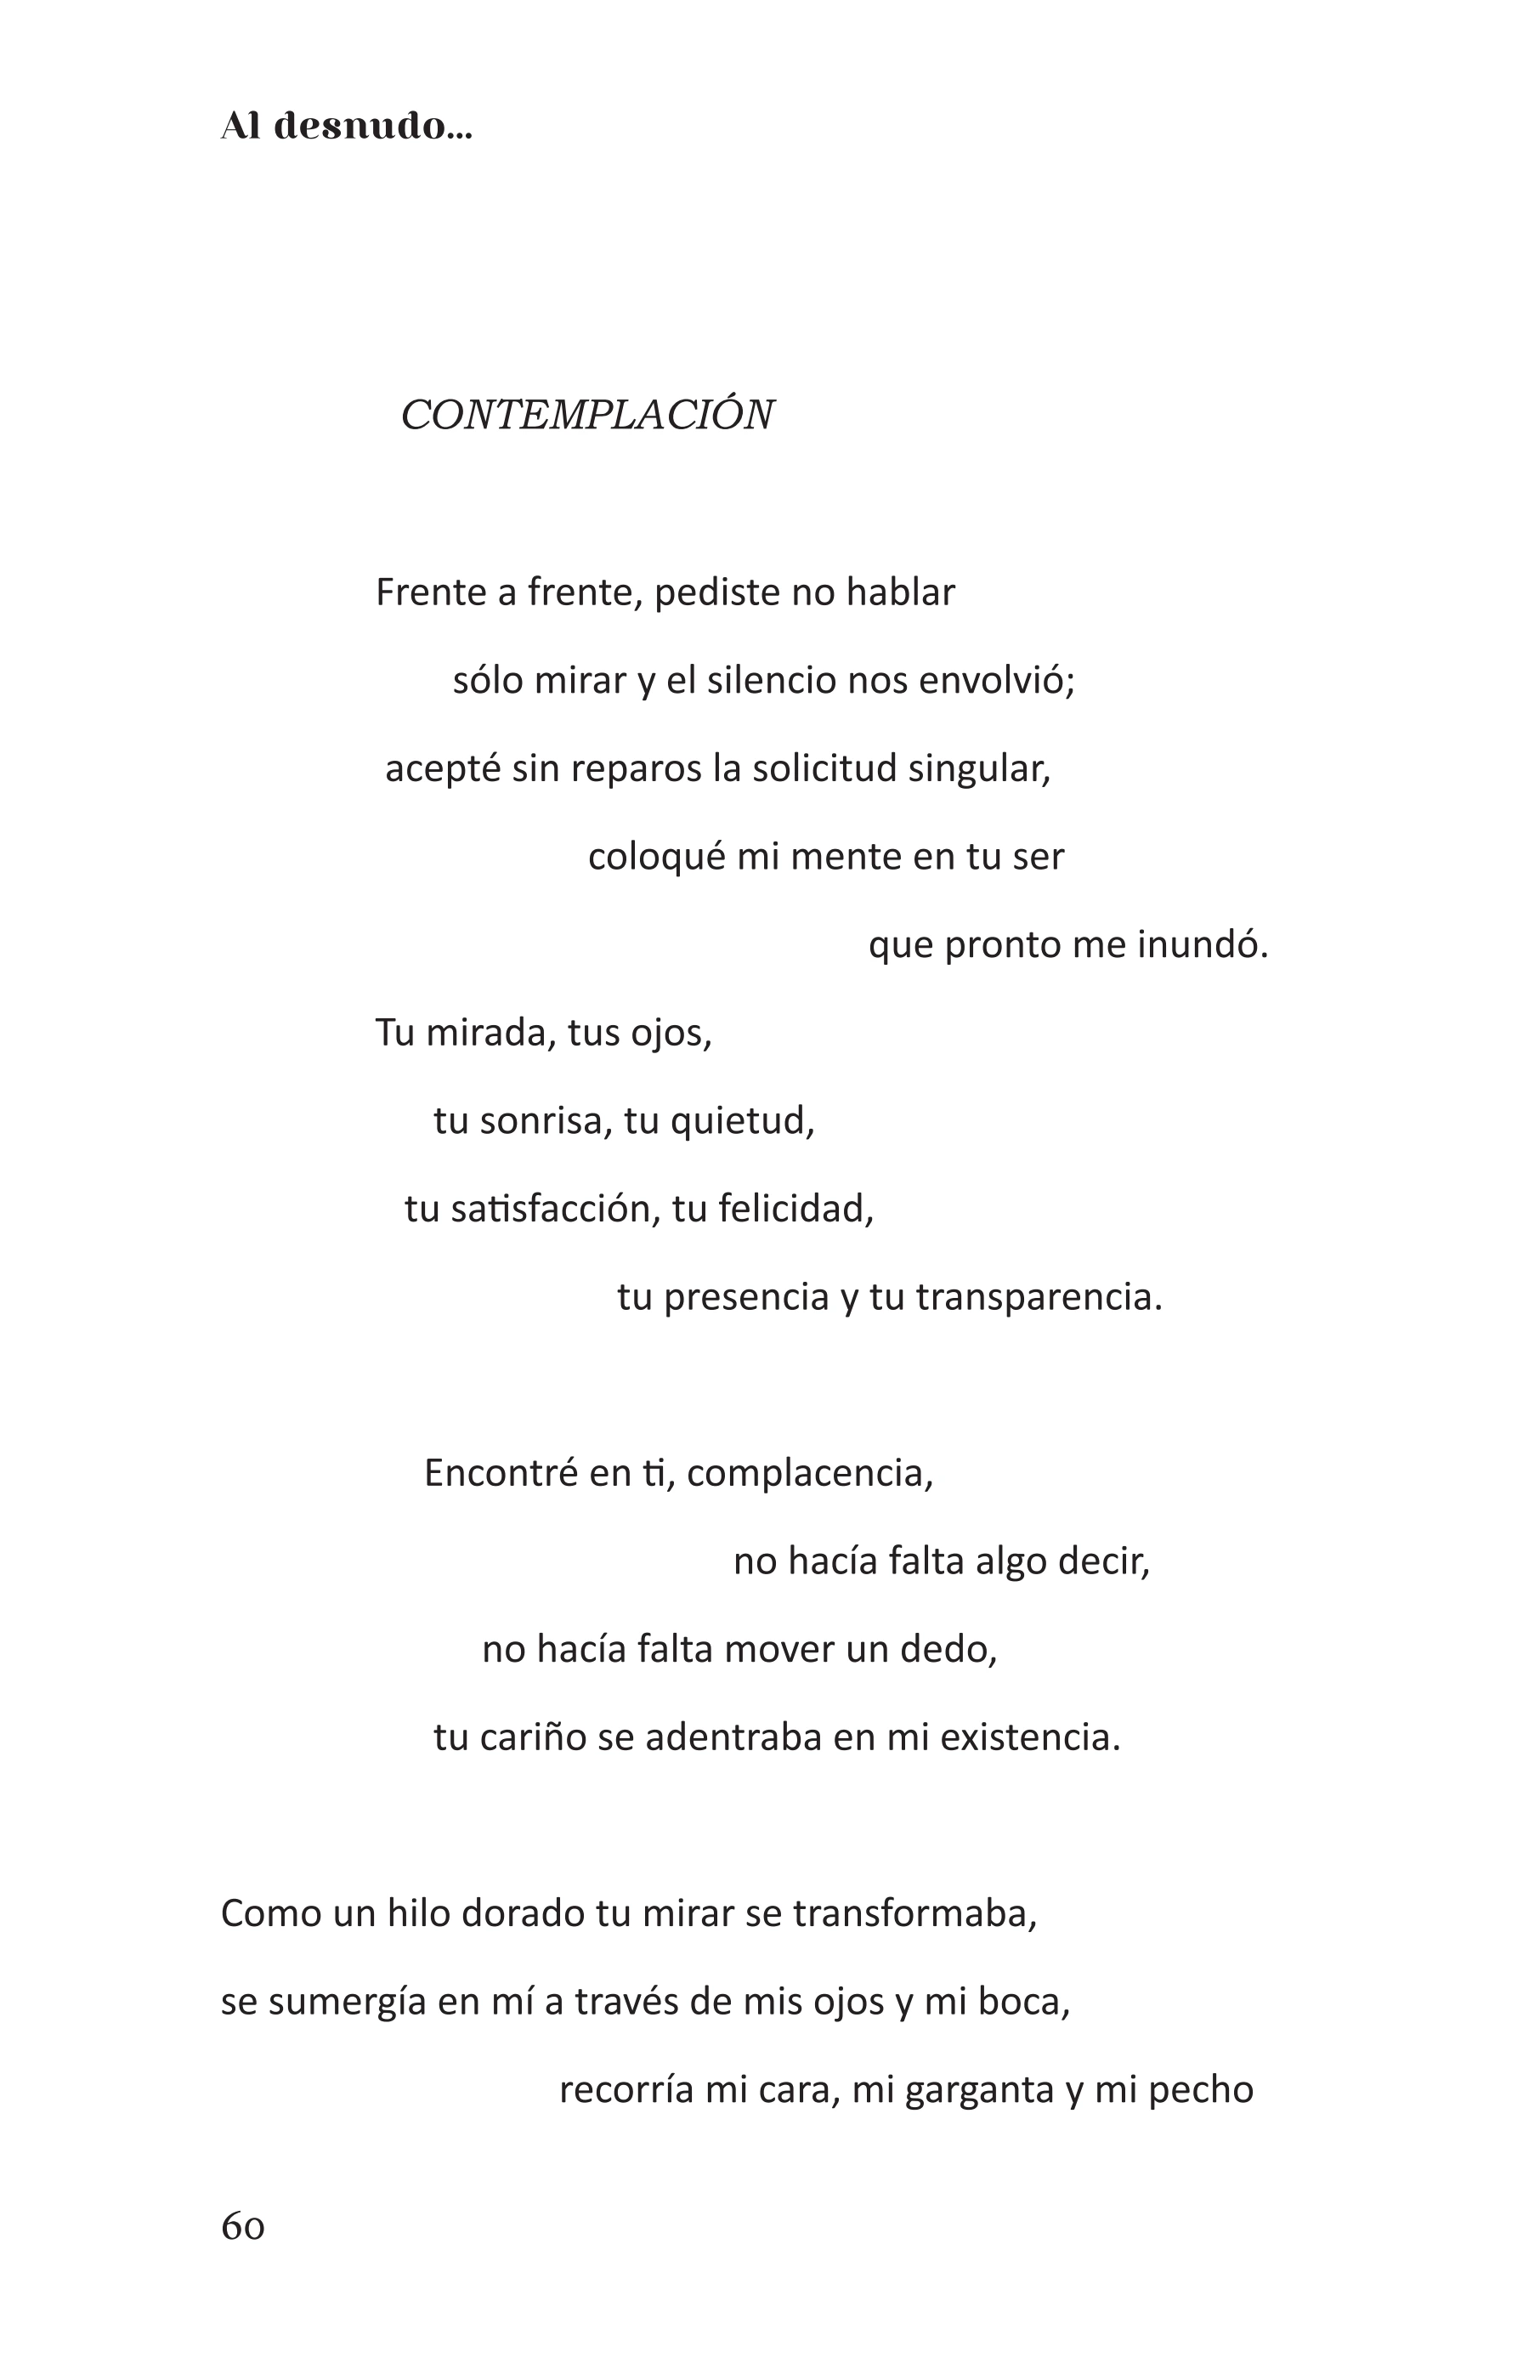 Al desnudo...
CONTEMPLACIÓN
Frente a frente, pediste no hablar
sólo mirar y el silencio nos envolvió;
acepté sin reparos la solicitud singular,
coloqué mi mente en tu ser
que pronto me inundó.
Tu mirada, tus ojos,
tu sonrisa, tu quietud,
tu satisfacción, tu felicidad,
tu presencia y tu transparencia.
Encontré en ti, complacencia,
no hacía falta algo decir,
no hacía falta mover un dedo,
tu cariño se adentraba en mi existencia.
Como un hilo dorado tu mirar se transformaba,
se sumergía en mí a través de mis ojos y mi boca,
recorría mi cara, mi garganta y mi pecho
60